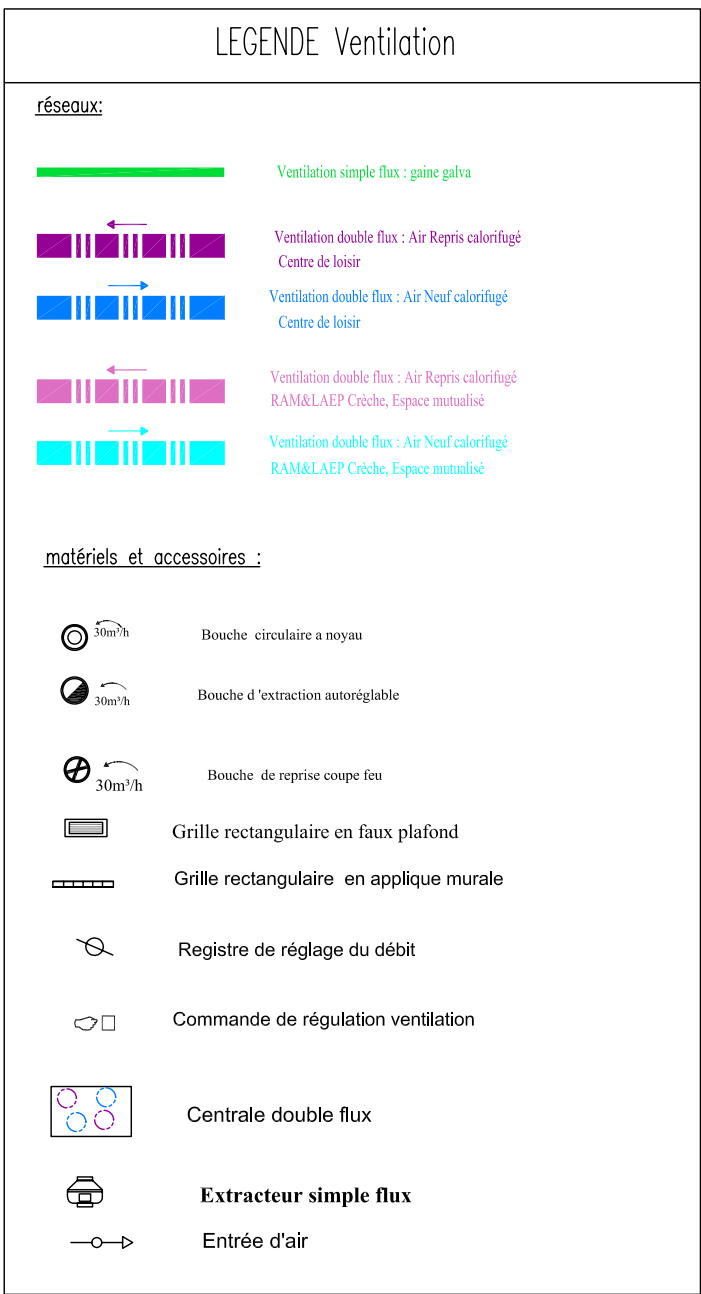 LEGENDE Ventilation
réseaux:
Ventilation simple flux : gaine galva
Ventilation double flux : Air Repris calorifugé
Centre de loisir
Ventilation double flux : Air Neuf calorifugé
Centre de loisir
Ventilation double flux : Air Repris calorifugé
RAM&LAEP Crèche, Espace mutualisé
Ventilation double flux : Air Neuf calorifugé
RAM&LAEP Crèche, Espace mutualisé
matériels et accessoires :
30m³/h Bouche circulaire a noyau
30m³/h Bouche d 'extraction autoréglable
30m³/h Bouche de reprise coupe feu
Grille rectangulaire en faux plafond
Grille rectangulaire en applique murale
Registre de réglage du débit
Commande de régulation ventilation
Centrale double flux
Extracteur simple flux
Entrée d'air